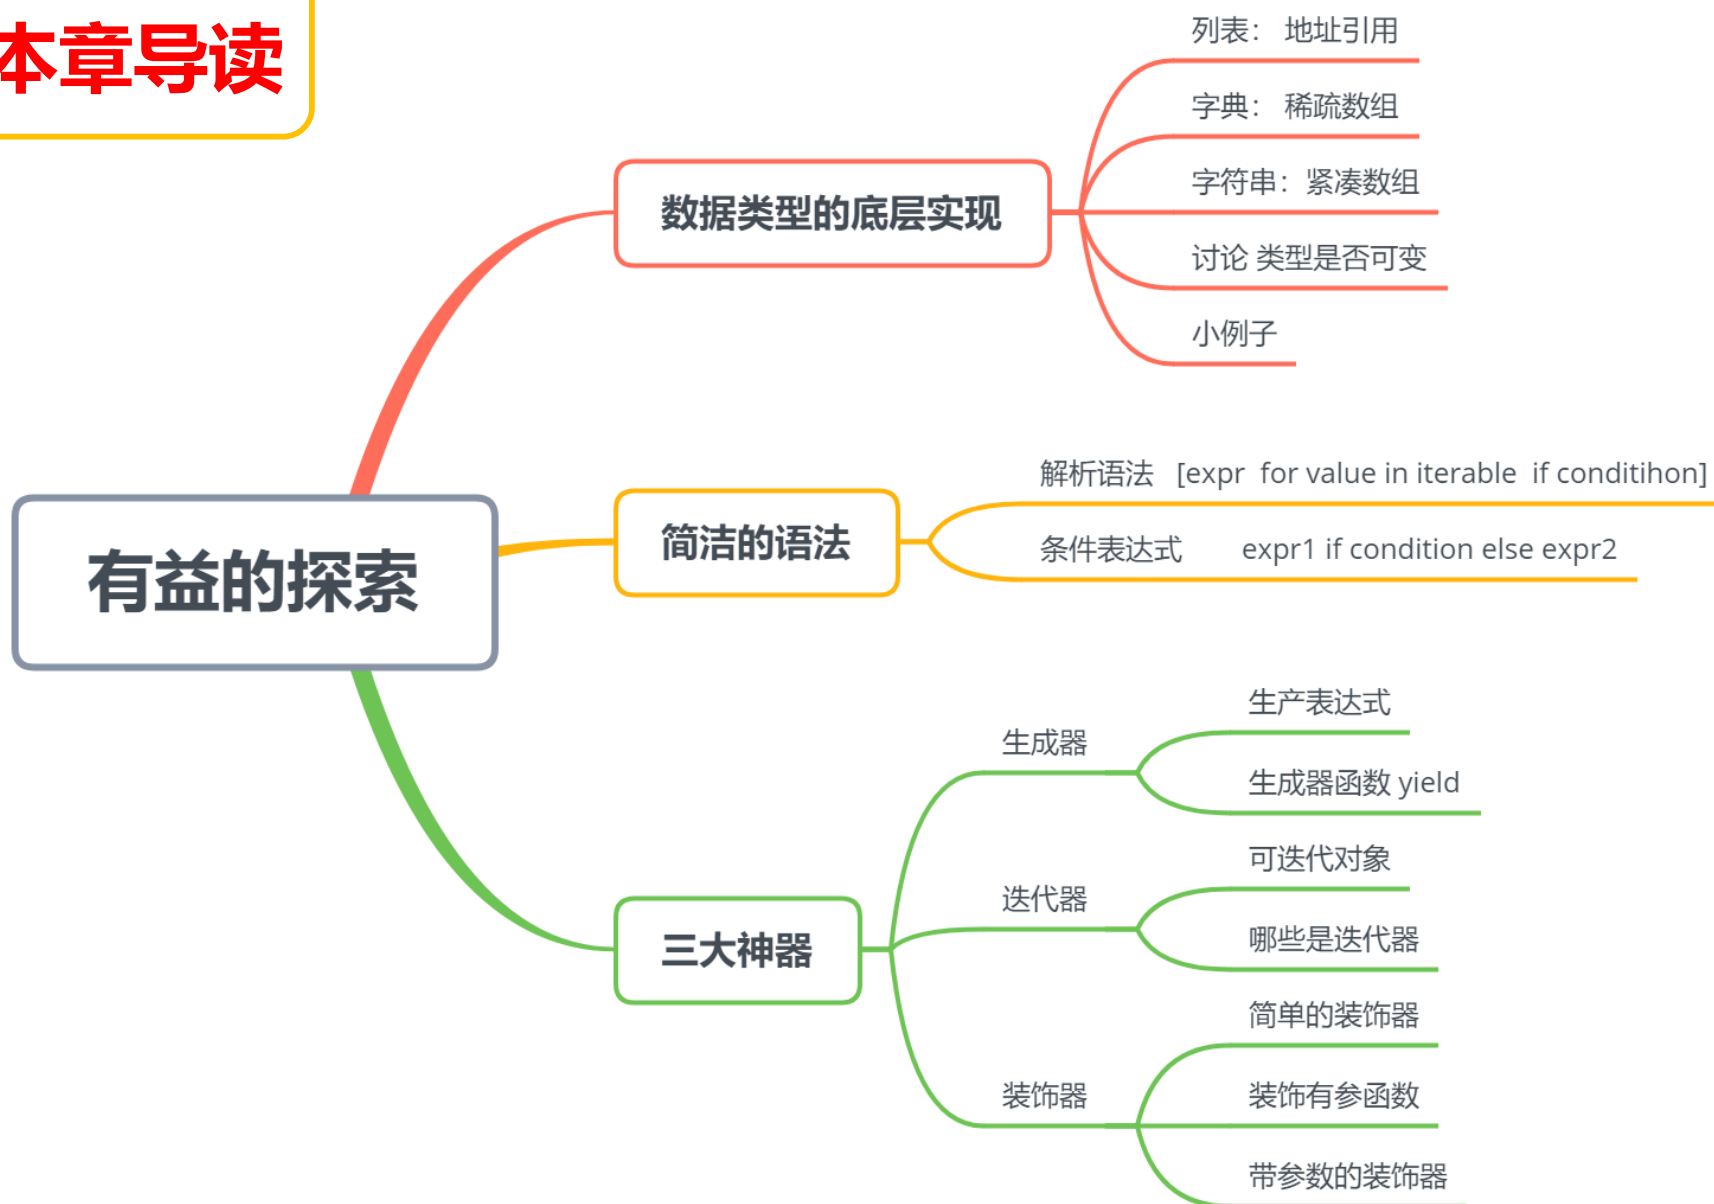 本章导读
列表： 地址引用
字典： 稀疏数组
数据类型的底层实现
字符串：紧凑数组
讨论 类型是否可变
小例子
解析语法 [expr for value in iterable if conditihon]
简洁的语法
条件表达式 expr1 if condition else expr2
有益的探索
生产表达式
生成器
生成器函数 yield
可迭代对象
迭代器
哪些是迭代器
三大神器
简单的装饰器
装饰器
装饰有参函数
带参数的装饰器